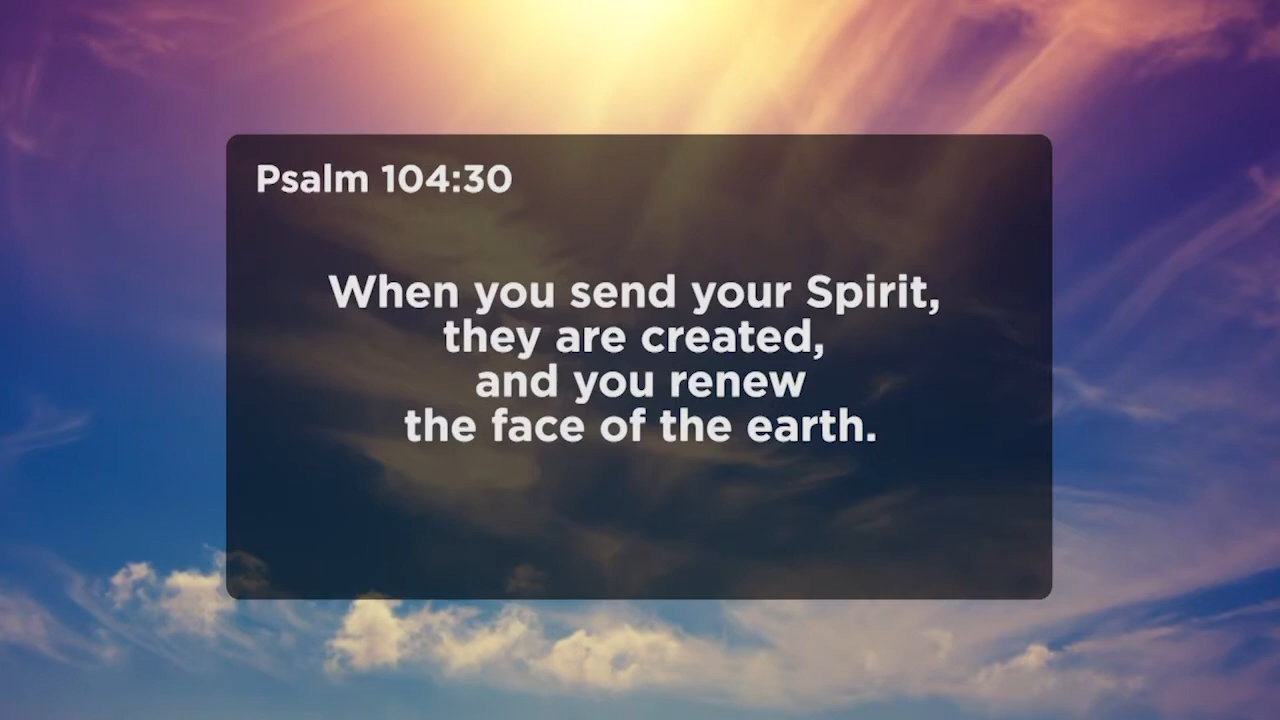 Psalm 104:30
When you send your Spirit,
they are created,
and you renew
the face of the earth.